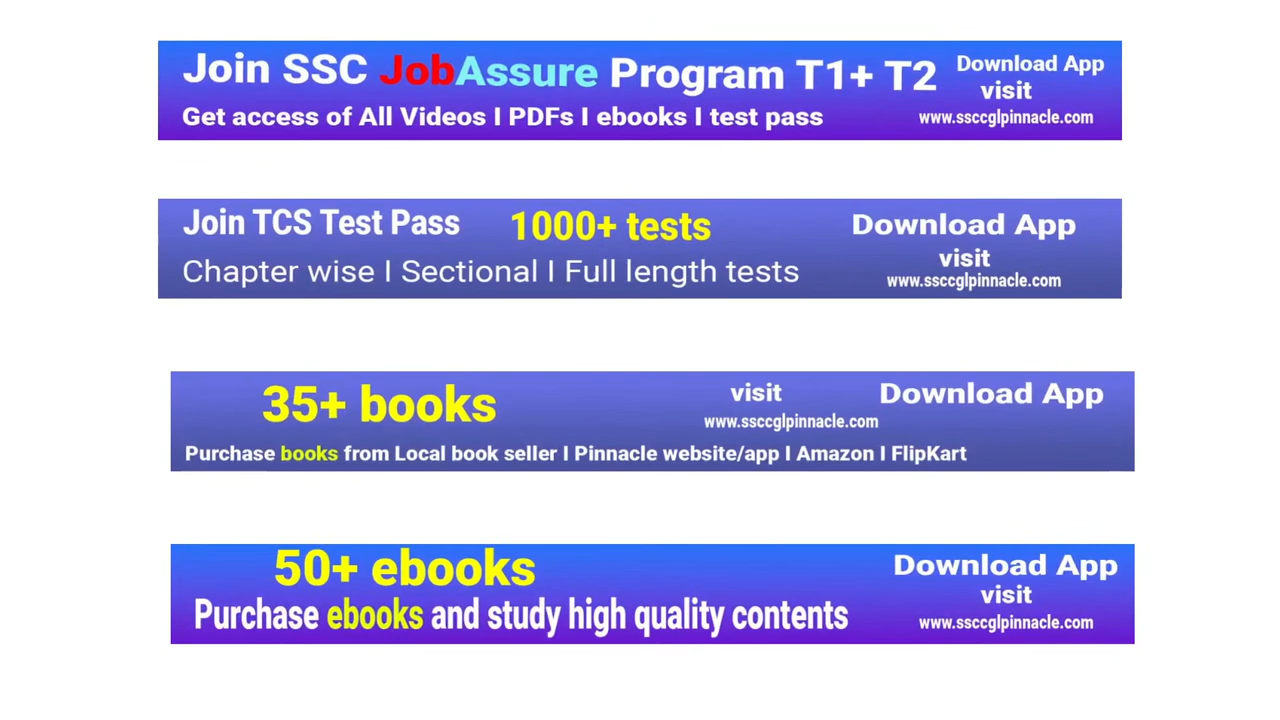 Join SSC JobAssure Program T1+ T2
Get access of All Videos I PDFs I ebooks I test pass
Download App
visit
www.ssccglpinnacle.com
Join TCS Test Pass 1000+ tests
Chapter wise I Sectional I Full length tests
Download App
visit
www.ssccglpinnacle.com
35+ books
visit
www.ssccglpinnacle.com
Download App
Purchase books from Local book seller I Pinnacle website/app I Amazon I FlipKart
50+ ebooks
Purchase ebooks and study high quality contents
Download App
visit
www.ssccglpinnacle.com